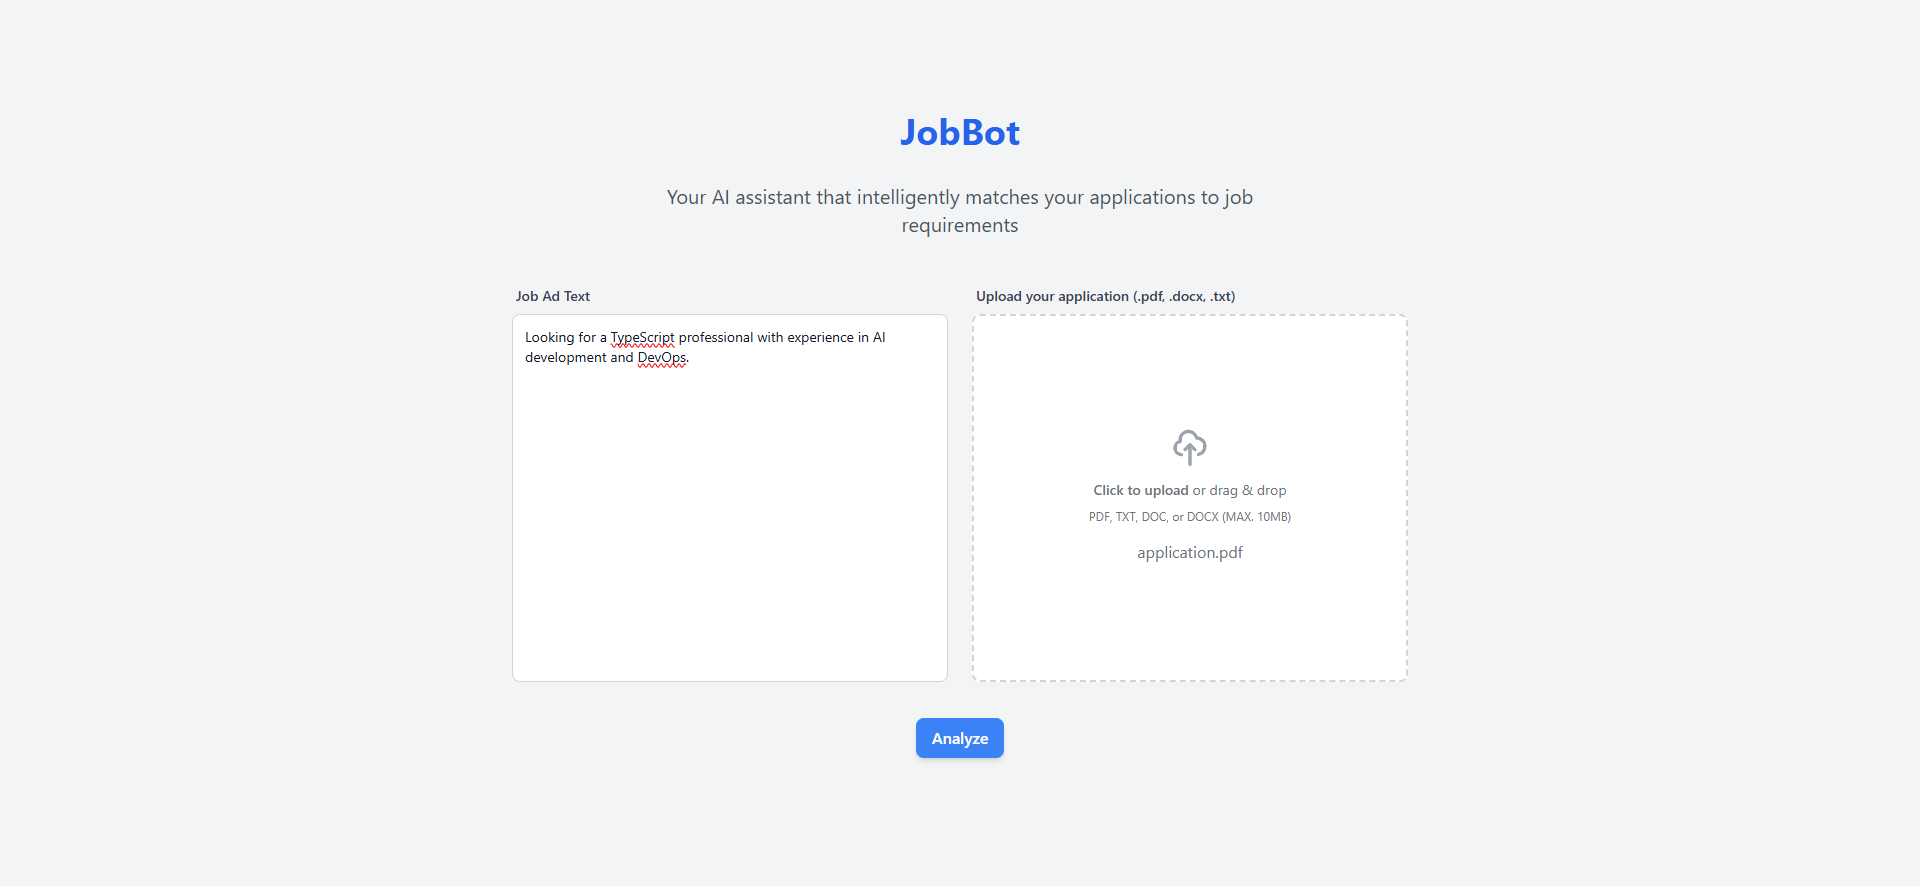 JobBot
Your AI assistant that intelligently matches your applications to job
requirements
Job Ad Text
Looking for a TypeScript professional with experience in AI
development and DevOps.
Upload your application (.pdf, .docx, .txt)
Click to upload or drag & drop
PDF, TXT, DOC, or DOCX (MAX. 10MB)
application.pdf
Analyze